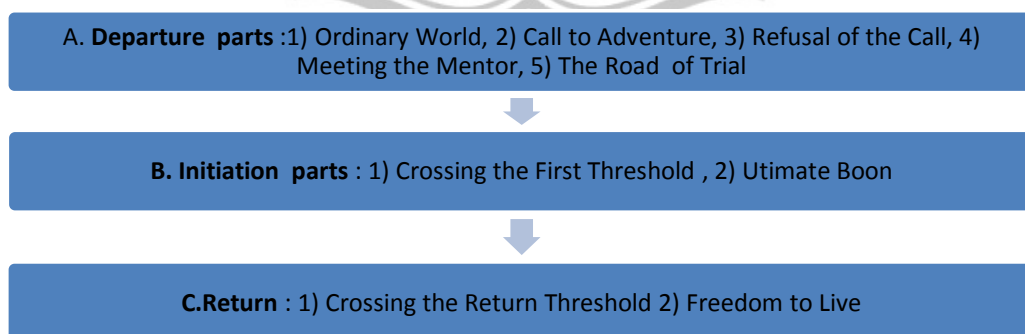 A. Departure parts :1) Ordinary World, 2) Call to Adventure, 3) Refusal of the Call, 4)
Meeting the Mentor, 5) The Road of Trial
B. Initiation parts : 1) Crossing the First Threshold , 2) Utimate Boon
C.Return : 1) Crossing the Return Threshold 2) Freedom to Live